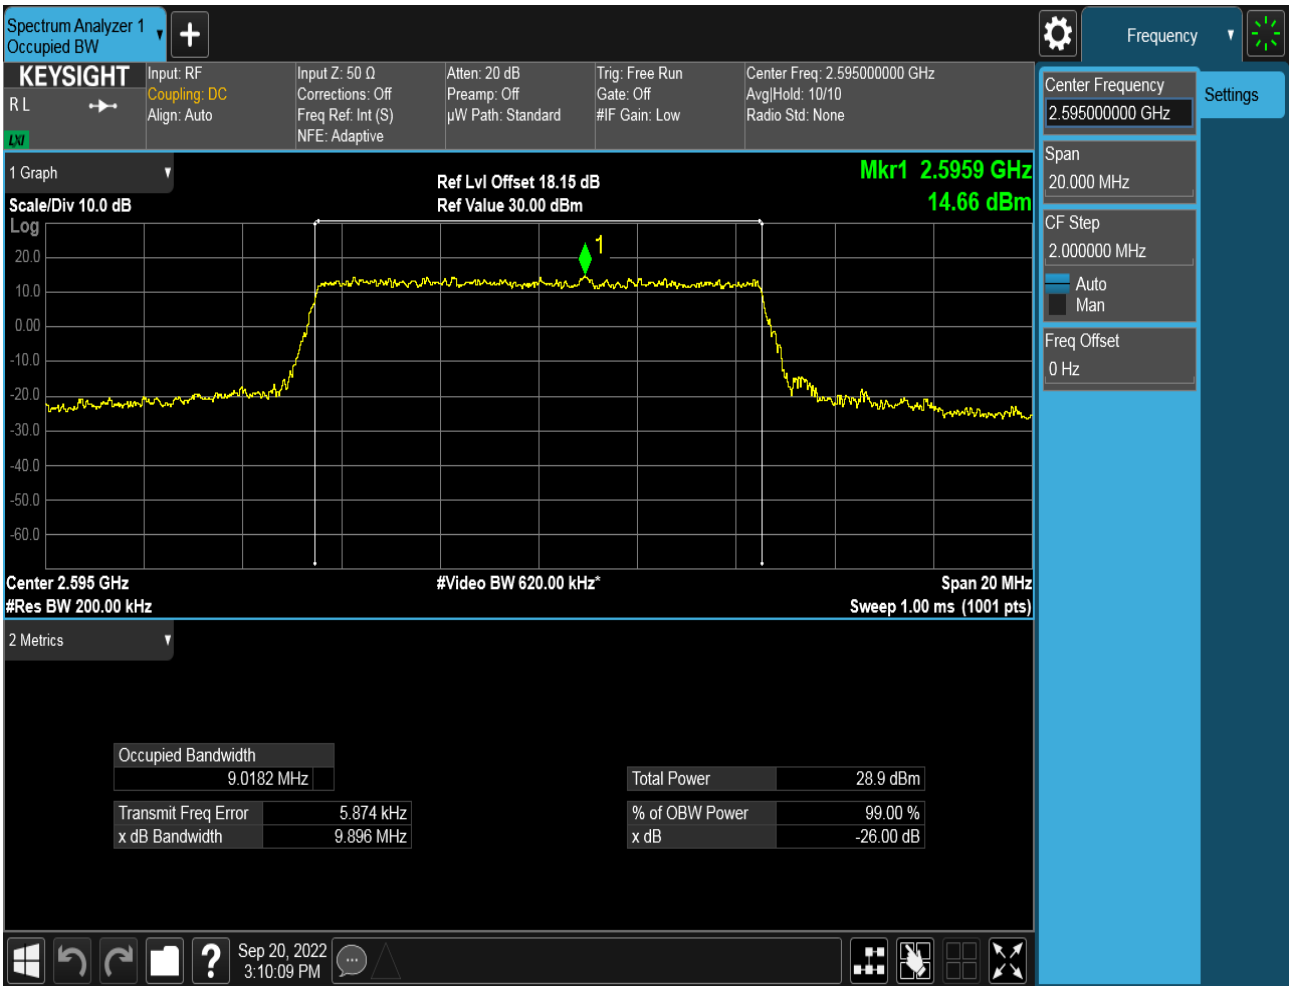 Spectrum Analyzer 1
Occupied BW
Frequency
KEYSIGHT
R L
LXI
Input: RF
Coupling: DC
Align: Auto
Input Z: 50 Ω
Corrections: Off
Freq Ref: Int (S)
NFE: Adaptive
Atten: 20 dB
Preamp: Off
µW Path: Standard
Trig: Free Run
Gate: Off
#IF Gain: Low
Center Freq: 2.595000000 GHz
Avg|Hold: 10/10
Radio Std: None
Center Frequency
2.595000000 GHz
Settings
Span
20.000 MHz
CF Step
2.000000 MHz
Auto
Man
Freq Offset
0 Hz
1 Graph
Scale/Div 10.0 dB
Ref Lvl Offset 18.15 dB
Ref Value 30.00 dBm
Mkr1 2.5959 GHz
14.66 dBm
Log
1
20.0
10.0
0.00
-10.0
-20.0
-30.0
-40.0
-50.0
-60.0
Center 2.595 GHz
#Video BW 620.00 kHz*
Span 20 MHz
#Res BW 200.00 kHz
Sweep 1.00 ms (1001 pts)
2 Metrics
Occupied Bandwidth
9.0182 MHz
Total Power 28.9 dBm
Transmit Freq Error 5.874 kHz
% of OBW Power 99.00 %
x dB Bandwidth 9.896 MHz
x dB -26.00 dB
?
Sep 20, 2022
3:10:09 PM